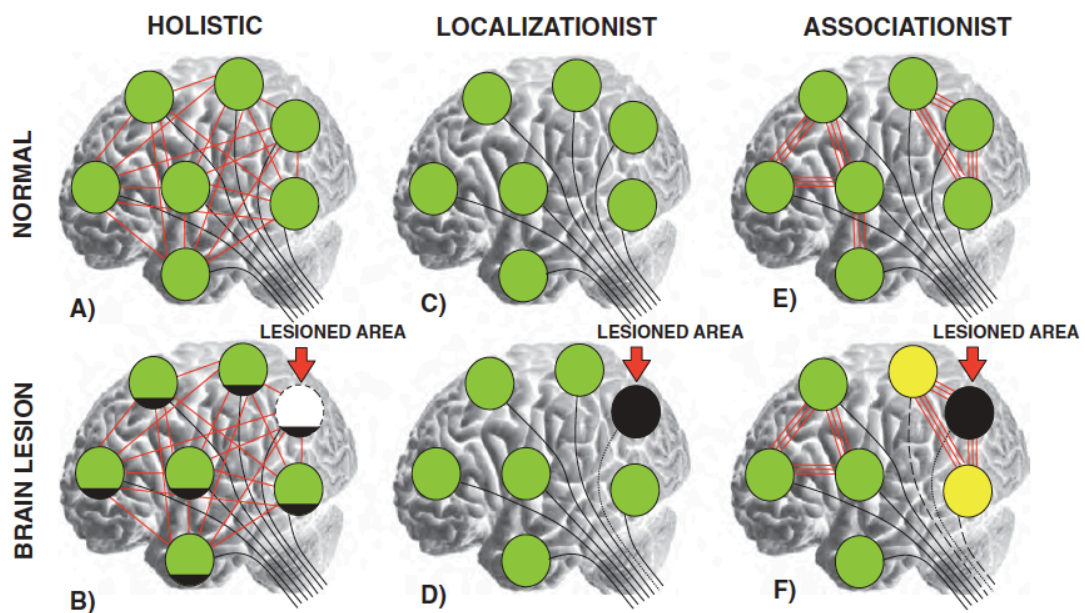 HOLISTIC
LOCALIZATIONIST
ASSOCIATIONIST
NORMAL
A)
C)
E)
BRAIN LESION
LESIONED AREA
LESIONED AREA
LESIONED AREA
B)
D)
F)